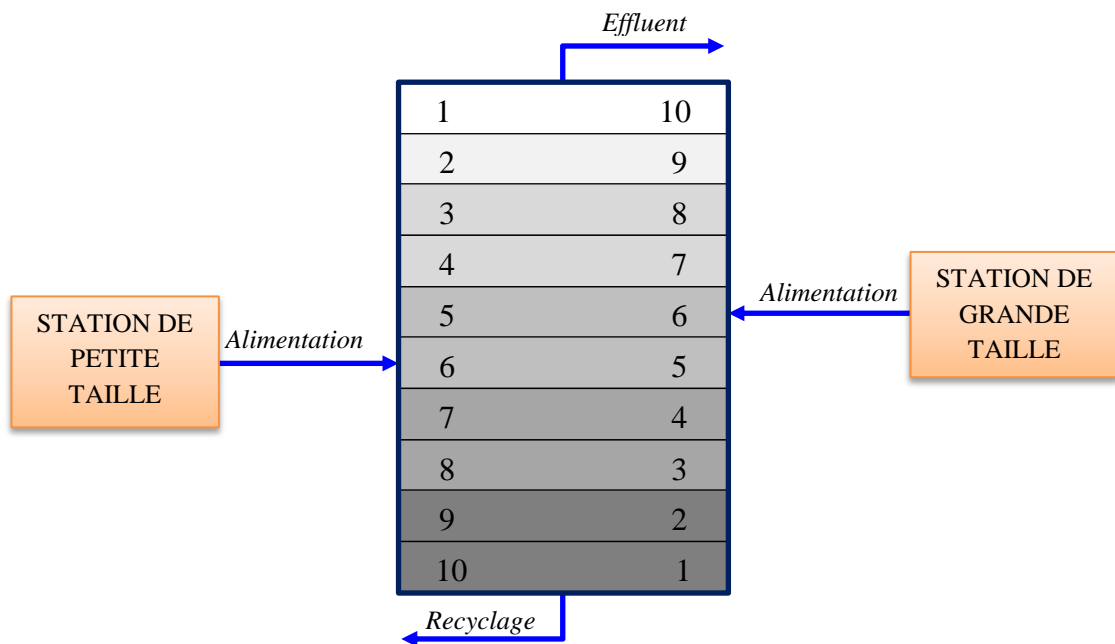 Effluent
1 10
2 9
3 8
4 7
5 6
6 5
7 4
8 3
9 2
10 1
STATION DE
PETITE
TAILLE
Alimentation
Alimentation
STATION DE
GRANDE
TAILLE
Recyclage